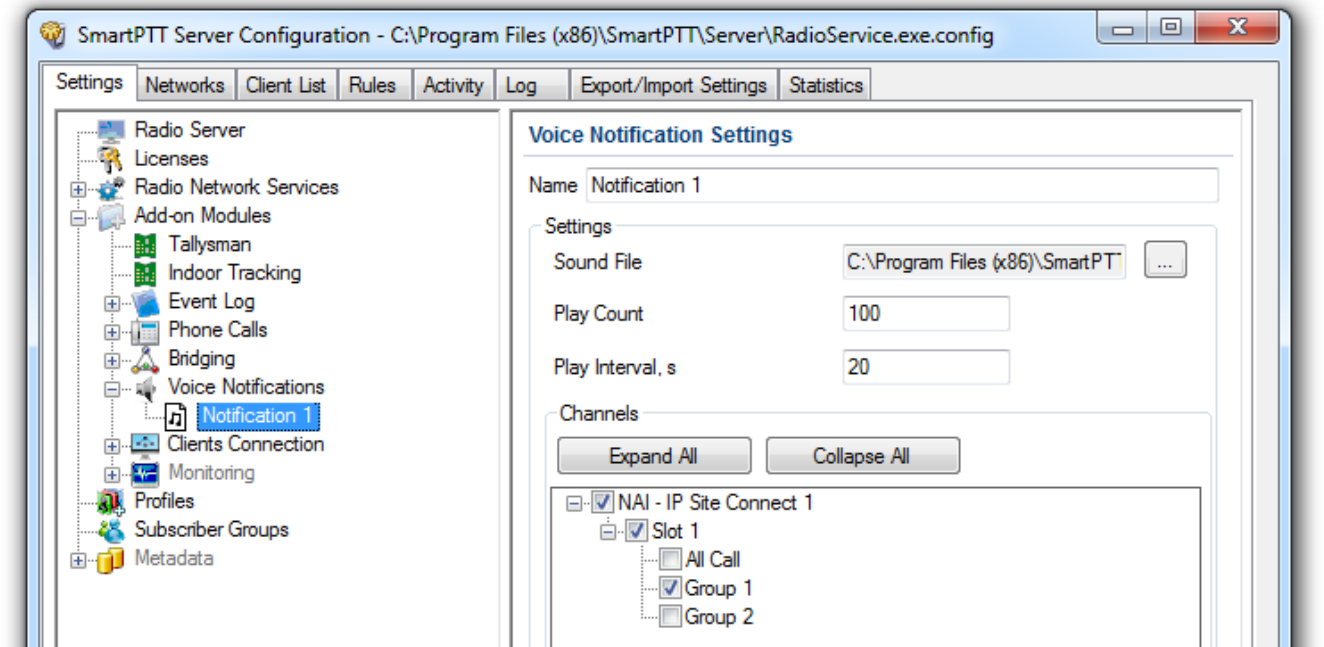 SmartPTT Server Configuration - C:\Program Files (x86)\SmartPTT\Server\RadioService.exe.config
Settings Networks Client List Rules Activity Log Export/Import Settings Statistics
Radio Server
Licenses
Radio Network Services
Add-on Modules
Tallysman
Indoor Tracking
Event Log
Phone Calls
Bridging
Voice Notifications
Notification 1
Clients Connection
Monitoring
Profiles
Subscriber Groups
Metadata
Voice Notification Settings
Name Notification 1
Settings
Sound File C:\Program Files (x86)\SmartPTT ...
Play Count 100
Play Interval, s 20
Channels
Expand All Collapse All
NAI - IP Site Connect 1
Slot 1
All Call
Group 1
Group 2